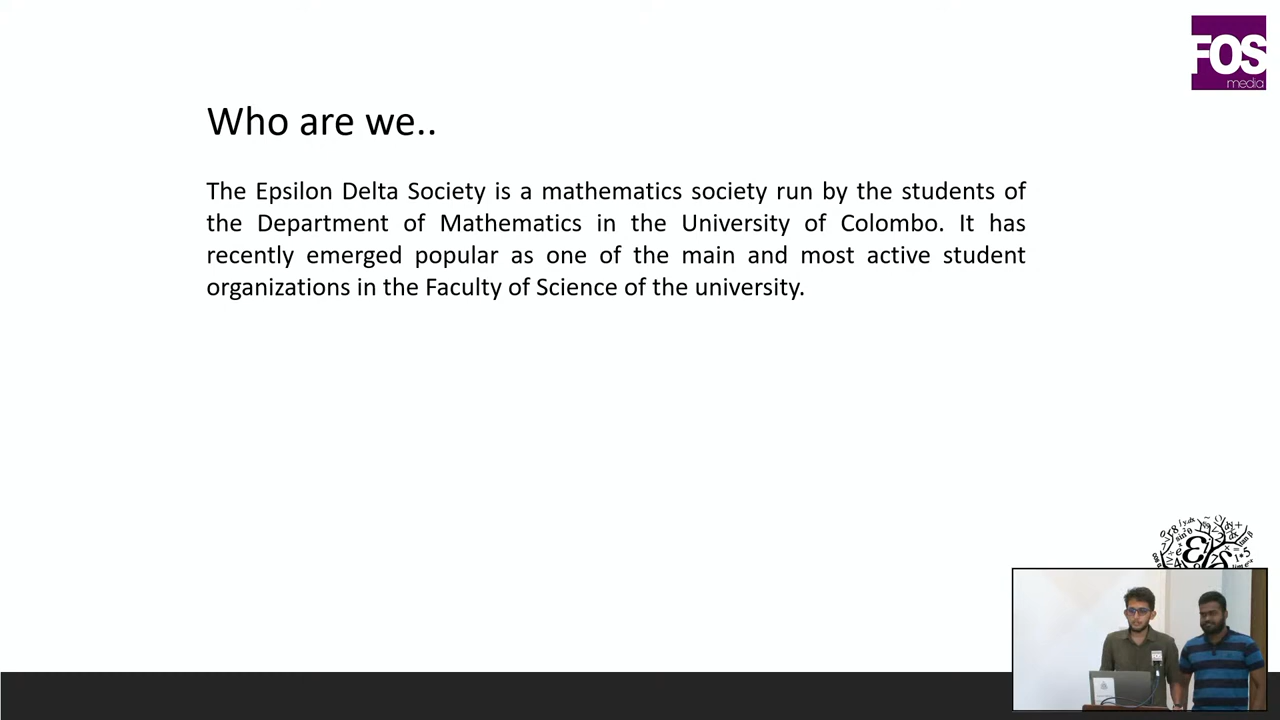 FOS
media
Who are we..
The Epsilon Delta Society is a mathematics society run by the students of
the Department of Mathematics in the University of Colombo. It has
recently emerged popular as one of the main and most active student
organizations in the Faculty of Science of the university.